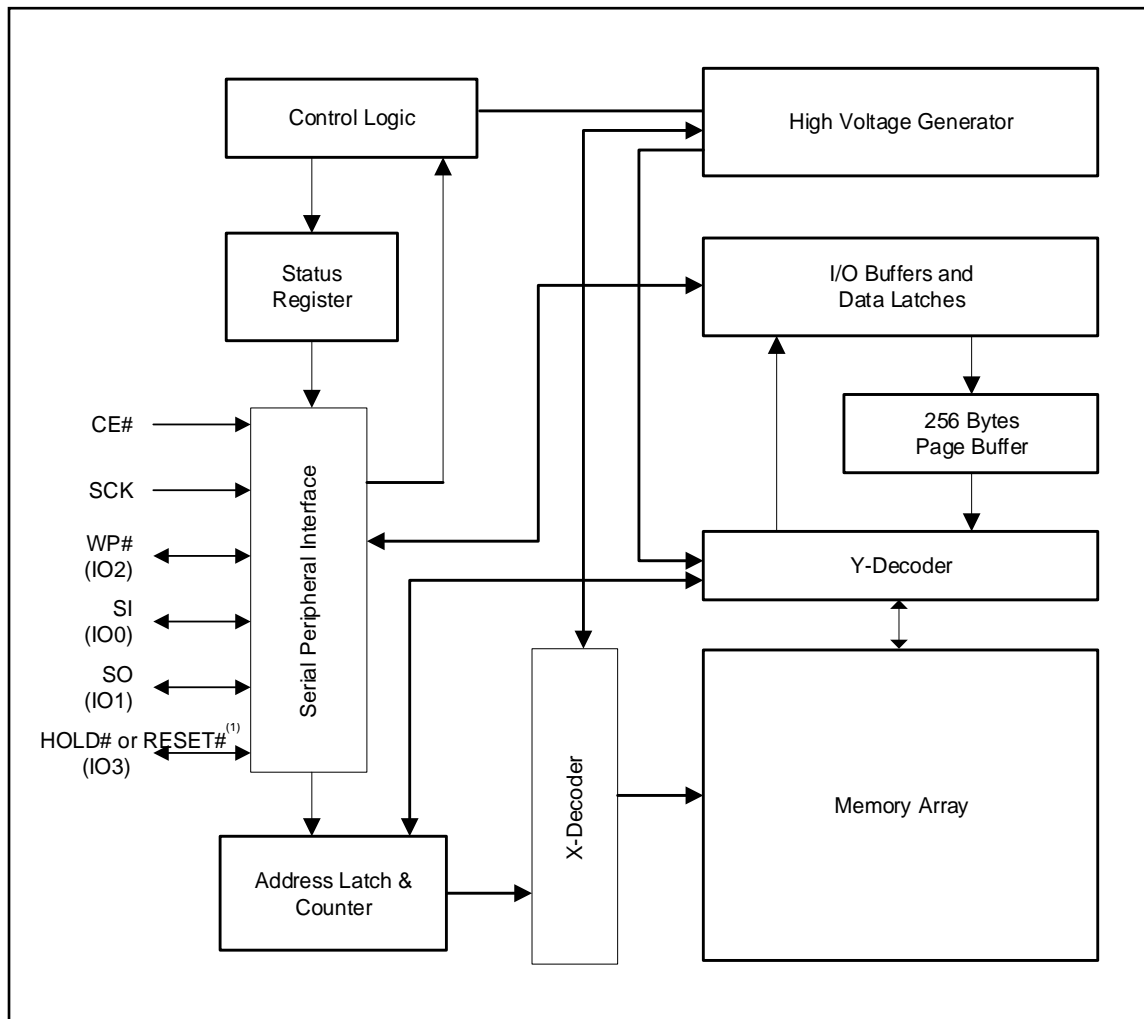 Control Logic
High Voltage Generator
Status
Register
I/O Buffers and
Data Latches
256 Bytes
Page Buffer
Y-Decoder
CE#
SCK
WP#
(IO2)
SI
(IO0)
SO
(IO1)
HOLD# or RESET#(1)
(IO3)
Serial Peripheral Interface
X-Decoder
Memory Array
Address Latch &
Counter